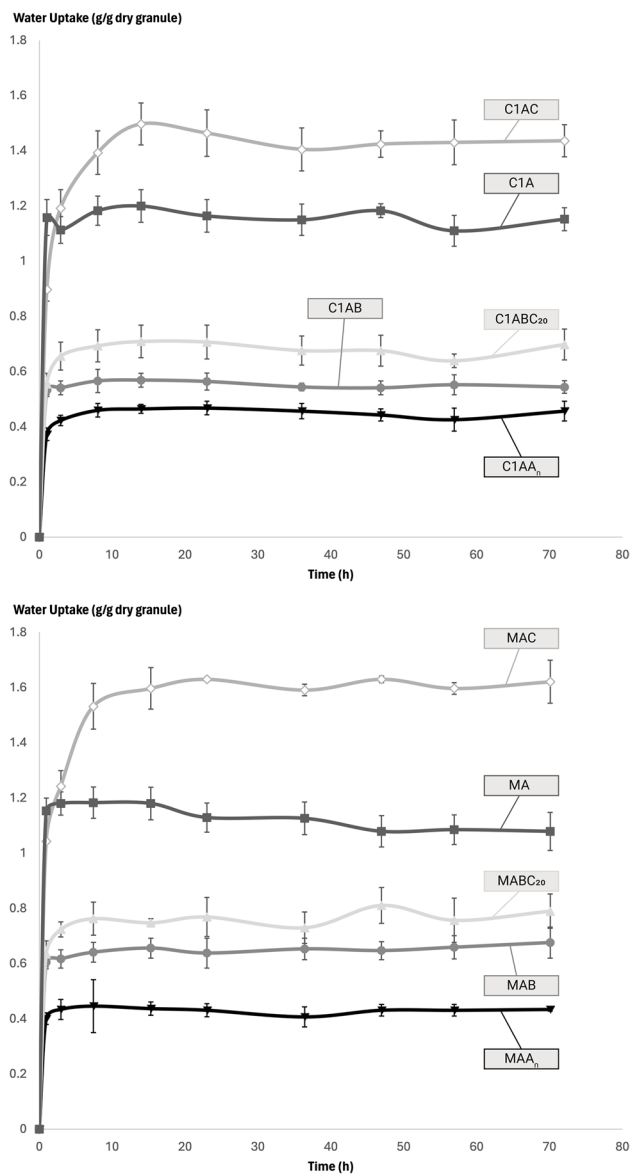 Water Uptake (g/g dry granule)
1.8
1.6
1.4
1.2
1
0.8
0.6
0.4
0.2
0
C1AC
C1A
C1AB
C1ABC₂₀
C1AAₙ
0 10 20 30 40 50 60 70 80
Time (h)
Water Uptake (g/g dry granule)
1.8
1.6
1.4
1.2
1
0.8
0.6
0.4
0.2
0
MAC
MA
MABC₂₀
MAB
MAAₙ
0 10 20 30 40 50 60 70 80
Time (h)